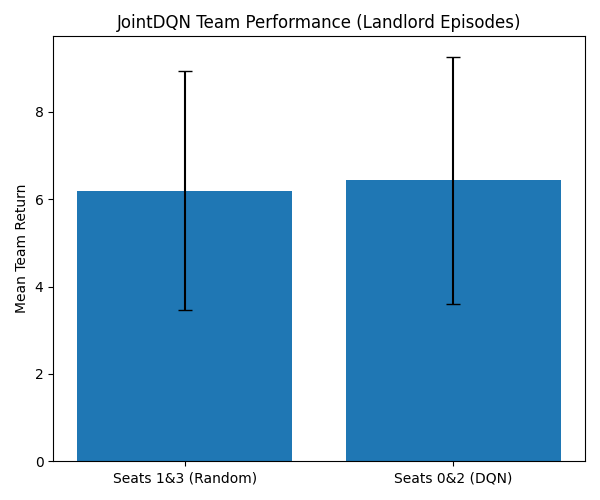 JointDQN Team Performance (Landlord Episodes)
Mean Team Return
8
6
4
2
0
Seats 1&3 (Random)
Seats 0&2 (DQN)